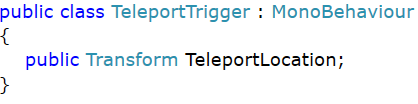 public class TeleportTrigger : MonoBehaviour
{
    public Transform TeleportLocation;
}